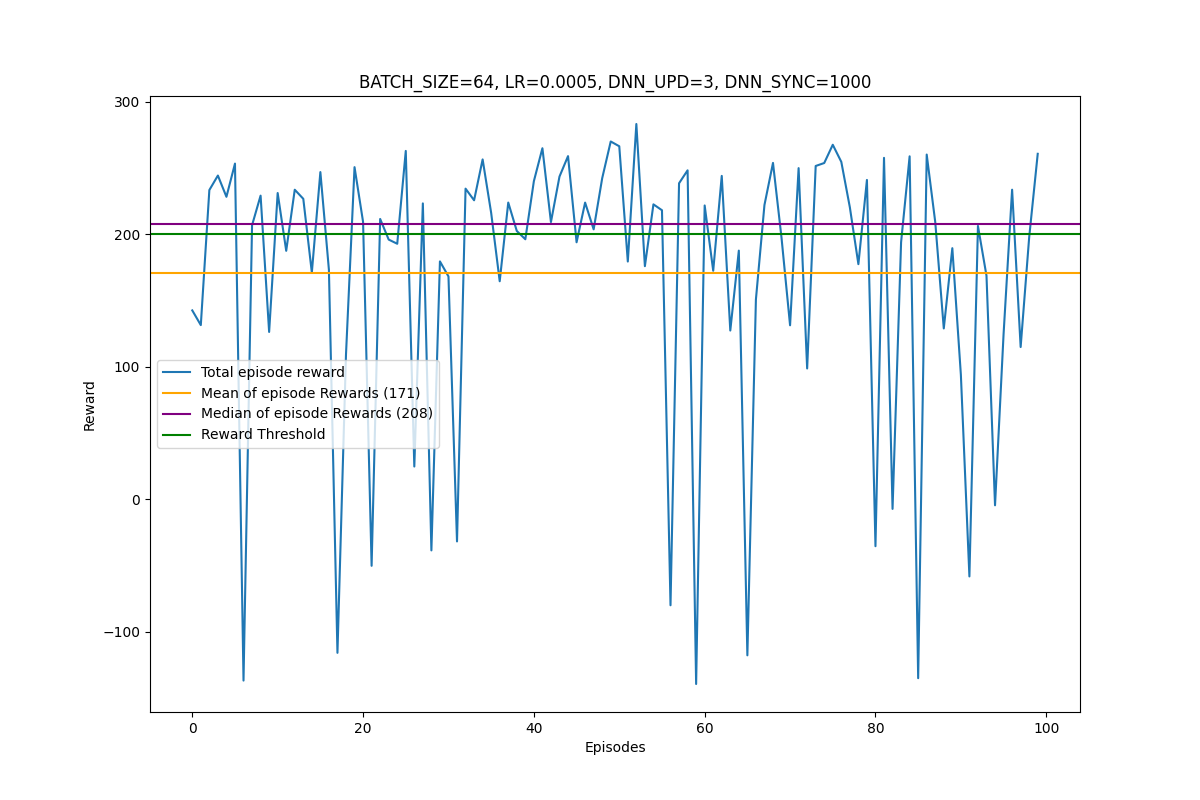 BATCH_SIZE=64, LR=0.0005, DNN_UPD=3, DNN_SYNC=1000
300
200
100
0
−100
Reward
Total episode reward
Mean of episode Rewards (171)
Median of episode Rewards (208)
Reward Threshold
0 20 40 60 80 100
Episodes